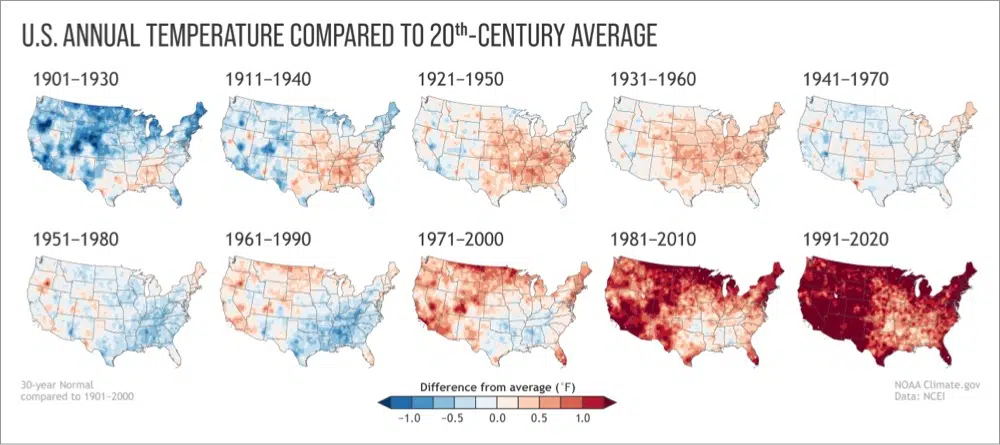 U.S. ANNUAL TEMPERATURE COMPARED TO 20th-CENTURY AVERAGE
1901–1930
1911–1940
1921–1950
1931–1960
1941–1970
1951–1980
1961–1990
1971–2000
1981–2010
1991–2020
30-year Normal
compared to 1901–2000
Difference from average (°F)
-1.0 -0.5 0.0 0.5 1.0
NOAA Climate.gov
Data: NCEI